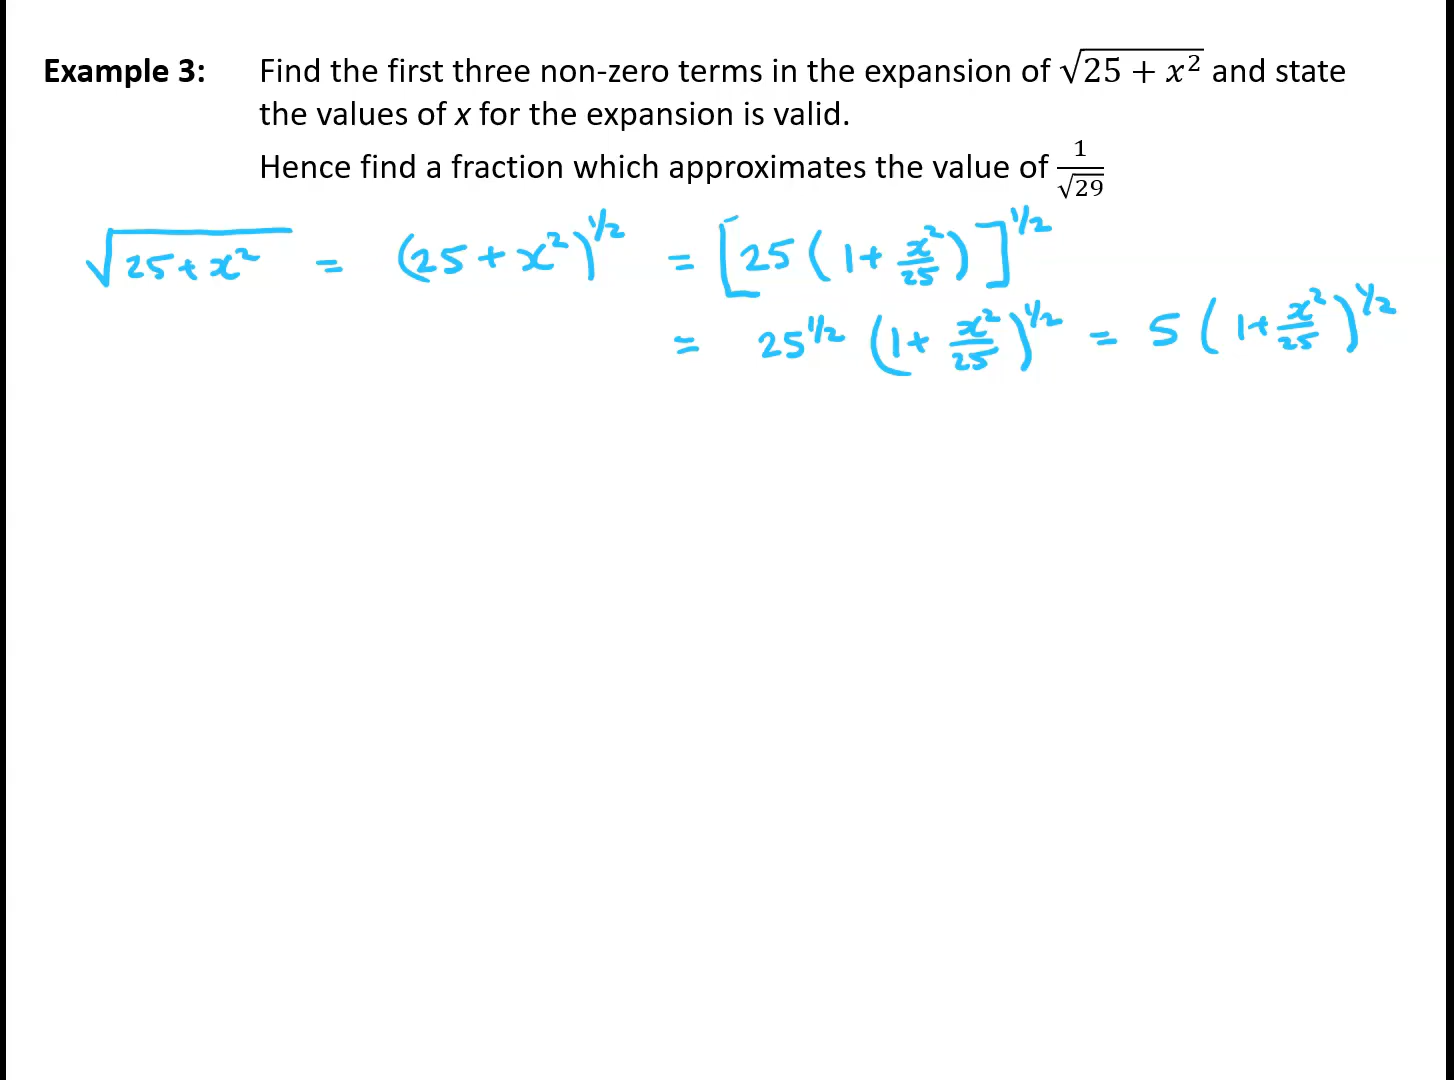 Example 3: Find the first three non-zero terms in the expansion of √25 + x² and state
the values of x for the expansion is valid.
Hence find a fraction which approximates the value of 1/√29
√25+x² = (25+x²)^1/2 = [25(1+x²/25)]^1/2
= 25^1/2 (1+x²/25)^1/2 = 5(1+x²/25)^1/2